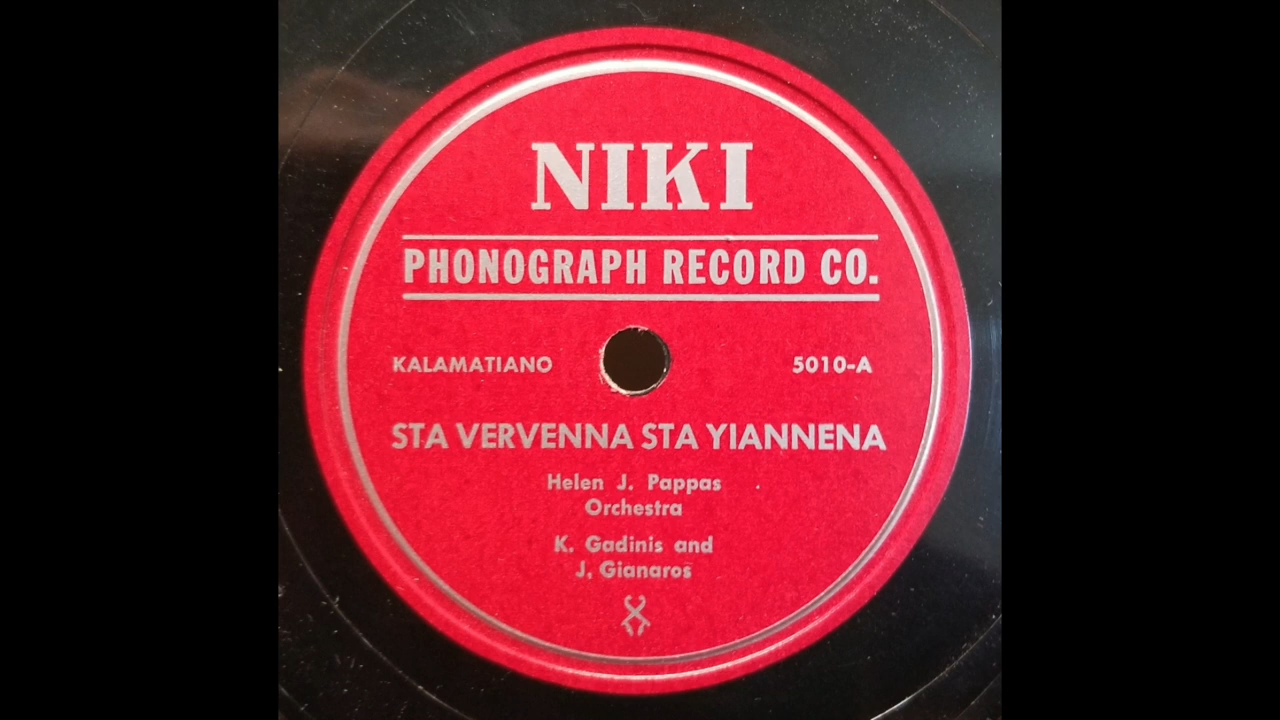 NIKI
PHONOGRAPH RECORD CO.
KALAMATIANO 5010-A
STA VERVENNA STA YIANNENA
Helen J. Pappas
Orchestra
K. Gadinis and
J, Gianaros